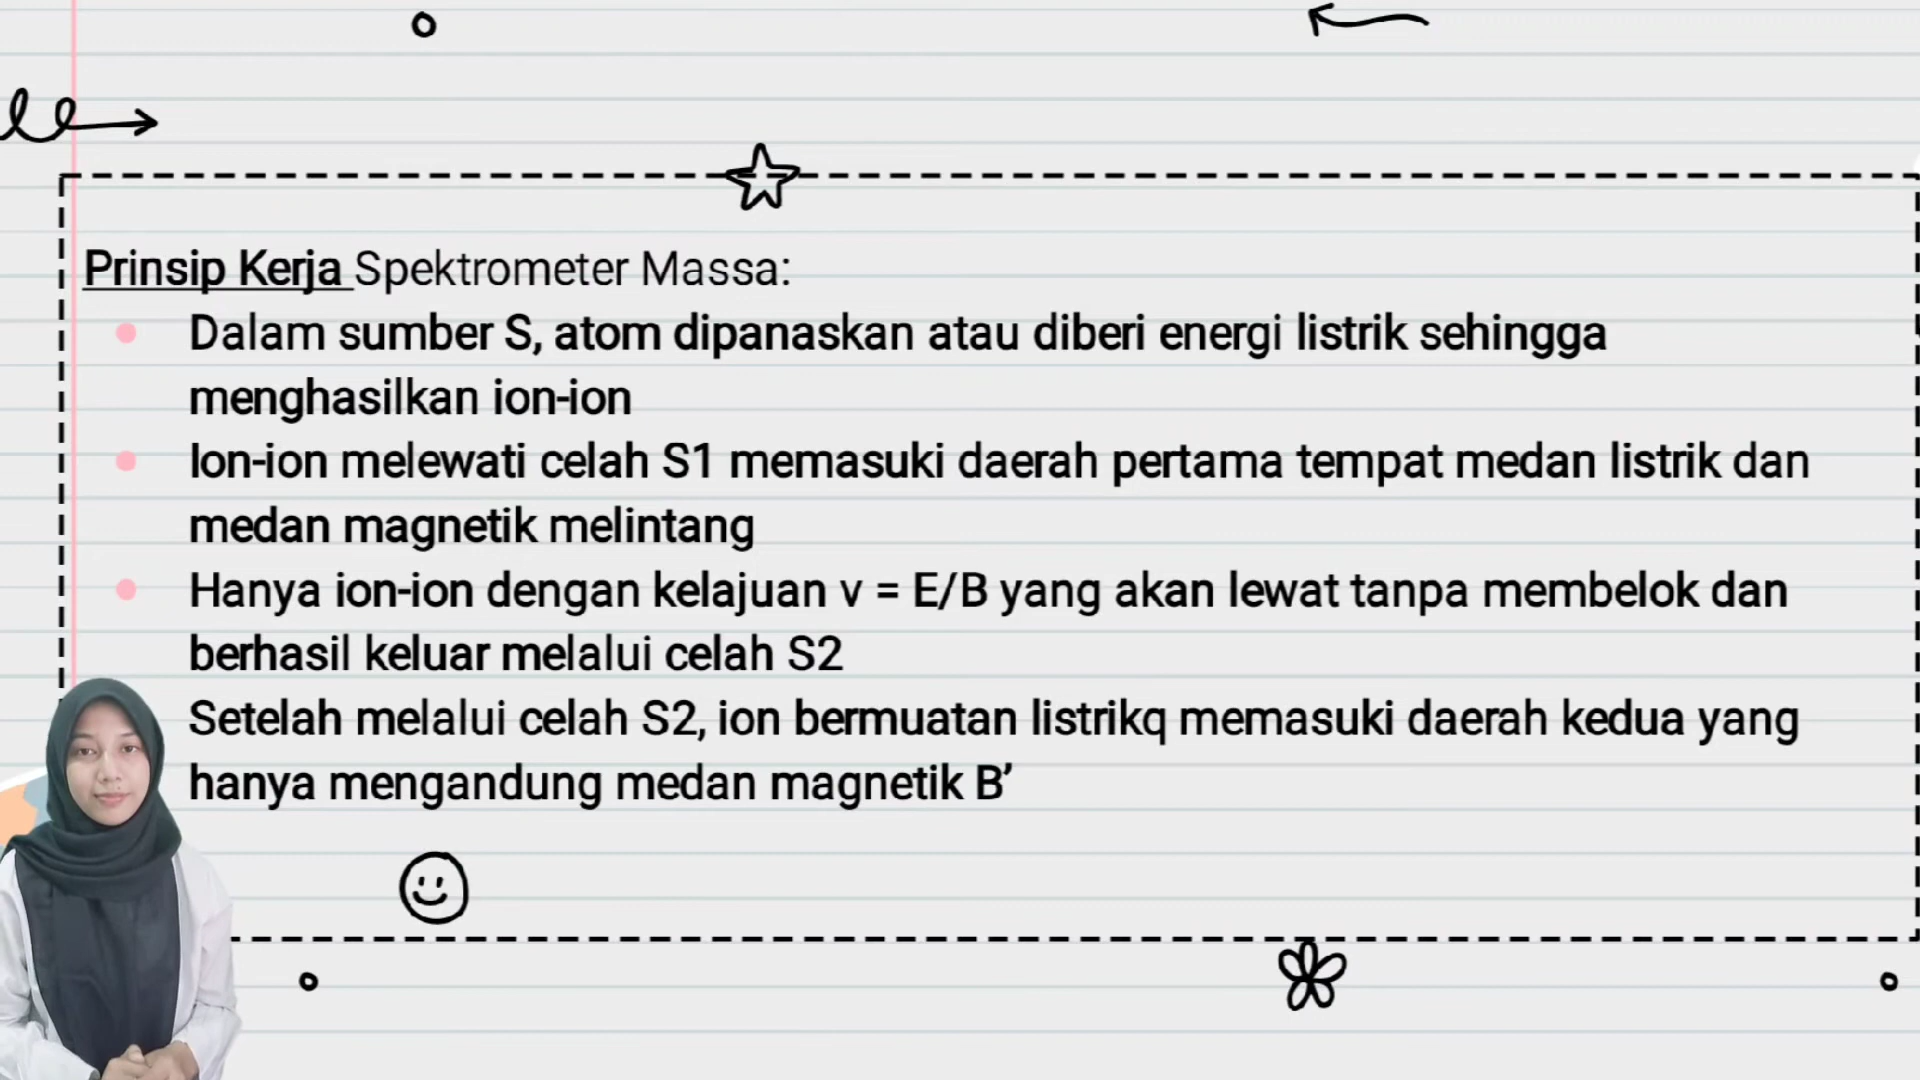 Prinsip Kerja Spektrometer Massa:
Dalam sumber S, atom dipanaskan atau diberi energi listrik sehingga
menghasilkan ion-ion
Ion-ion melewati celah S1 memasuki daerah pertama tempat medan listrik dan
medan magnetik melintang
Hanya ion-ion dengan kelajuan v = E/B yang akan lewat tanpa membelok dan
berhasil keluar melalui celah S2
Setelah melalui celah S2, ion bermuatan listrikq memasuki daerah kedua yang
hanya mengandung medan magnetik B’